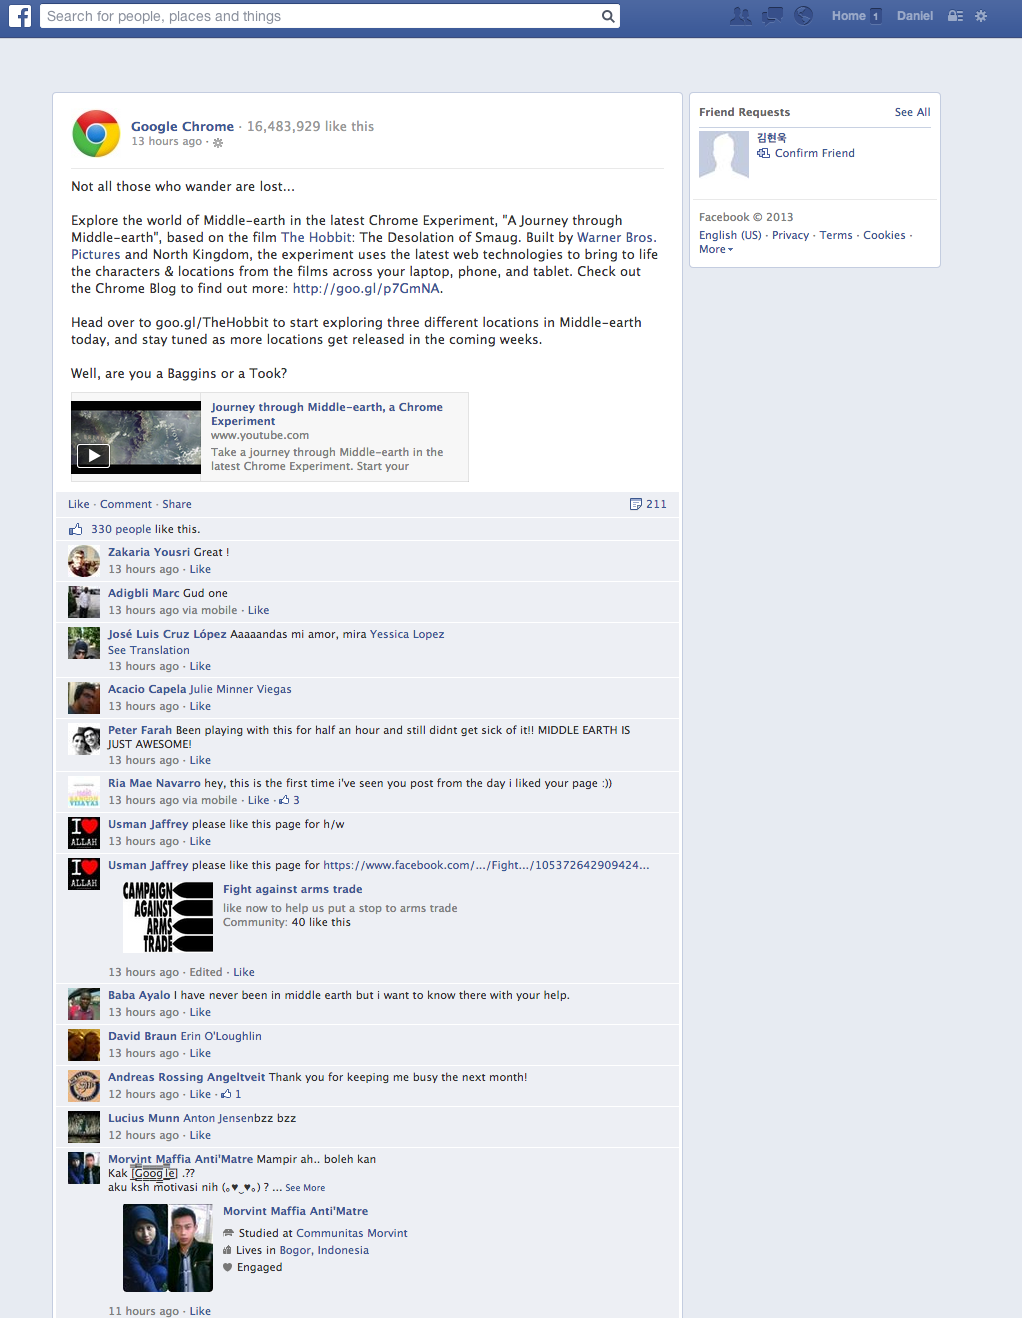 Search for people, places and things
Home 1 Daniel
Google Chrome · 16,483,929 like this
13 hours ago ·
Not all those who wander are lost...
Explore the world of Middle-earth in the latest Chrome Experiment, "A Journey through
Middle-earth", based on the film The Hobbit: The Desolation of Smaug. Built by Warner Bros.
Pictures and North Kingdom, the experiment uses the latest web technologies to bring to life
the characters & locations from the films across your laptop, phone, and tablet. Check out
the Chrome Blog to find out more: http://goo.gl/p7GmNA.
Head over to goo.gl/TheHobbit to start exploring three different locations in Middle-earth
today, and stay tuned as more locations get released in the coming weeks.
Well, are you a Baggins or a Took?
Journey through Middle-earth, a Chrome
Experiment
www.youtube.com
Take a journey through Middle-earth in the
latest Chrome Experiment. Start your
Like · Comment · Share
211
330 people like this.
Zakaria Yousri Great !
13 hours ago · Like
Adigbli Marc Gud one
13 hours ago via mobile · Like
José Luis Cruz López Aaaaandas mi amor, mira Yessica Lopez
See Translation
13 hours ago · Like
Acacio Capela Julie Minner Viegas
13 hours ago · Like
Peter Farah Been playing with this for half an hour and still didnt get sick of it!! MIDDLE EARTH IS
JUST AWESOME!
13 hours ago · Like
Ria Mae Navarro hey, this is the first time i've seen you post from the day i liked your page :))
13 hours ago via mobile · Like · 3
I ALLAH
Usman Jaffrey please like this page for h/w
13 hours ago · Like
I ALLAH
Usman Jaffrey please like this page for https://www.facebook.com/.../Fight.../105372642909424...
CAMPAIGN
AGAINST
ARMS
TRADE
Fight against arms trade
like now to help us put a stop to arms trade
Community: 40 like this
13 hours ago · Edited · Like
Baba Ayalo I have never been in middle earth but i want to know there with your help.
13 hours ago · Like
David Braun Erin O'Loughlin
13 hours ago · Like
Andreas Rossing Angeltveit Thank you for keeping me busy the next month!
12 hours ago · Like · 1
Lucius Munn Anton Jensenbzz bzz
12 hours ago · Like
Morvint Maffia Anti'Matre Mampir ah.. boleh kan
Kak [Google] .??
aku ksh motivasi nih (｡♥‿♥｡) ? ... See More
Morvint Maffia Anti'Matre
Studied at Communitas Morvint
Lives in Bogor, Indonesia
Engaged
11 hours ago · Like
Friend Requests See All
김현욱
Confirm Friend
Facebook © 2013
English (US) · Privacy · Terms · Cookies ·
More